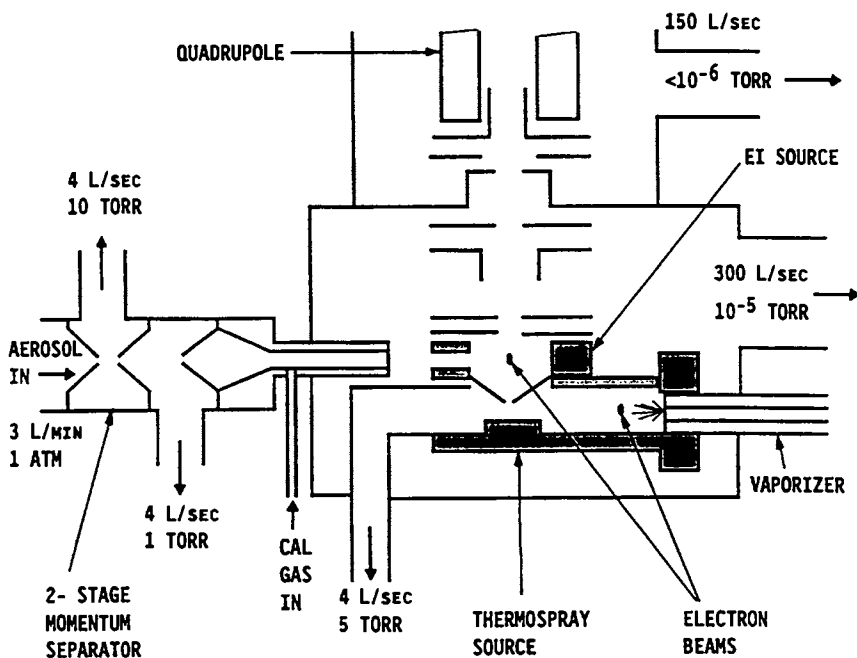 150 L/SEC
QUADRUPOLE
<10-6 TORR
EI SOURCE
4 L/SEC
10 TORR
300 L/SEC
10-5 TORR
AEROSOL
IN
3 L/MIN
1 ATM
VAPORIZER
4 L/SEC
1 TORR
CAL
GAS
IN
4 L/SEC
5 TORR
2- STAGE
MOMENTUM
SEPARATOR
THERMOSPRAY
SOURCE
ELECTRON
BEAMS